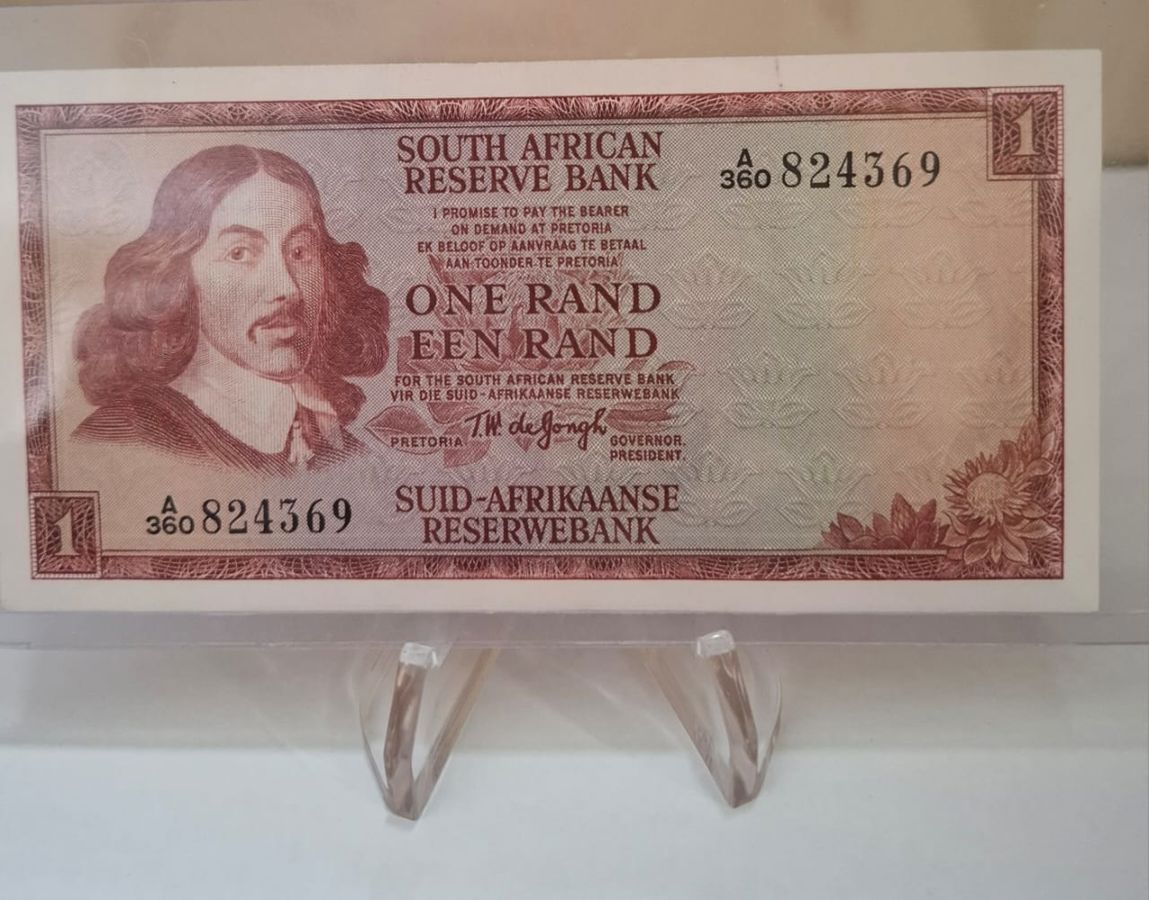 1
SOUTH AFRICAN
RESERVE BANK
A
360 824369
I PROMISE TO PAY THE BEARER
ON DEMAND AT PRETORIA
EK BELOOF OP AANVRAAG TE BETAAL
AAN TOONDER TE PRETORIA
ONE RAND
EEN RAND
FOR THE SOUTH AFRICAN RESERVE BANK
VIR DIE SUID-AFRIKAANSE RESERWEBANK
T.W. de Jongh
PRETORIA
GOVERNOR.
PRESIDENT.
A
360 824369
SUID-AFRIKAANSE
RESERWEBANK
1